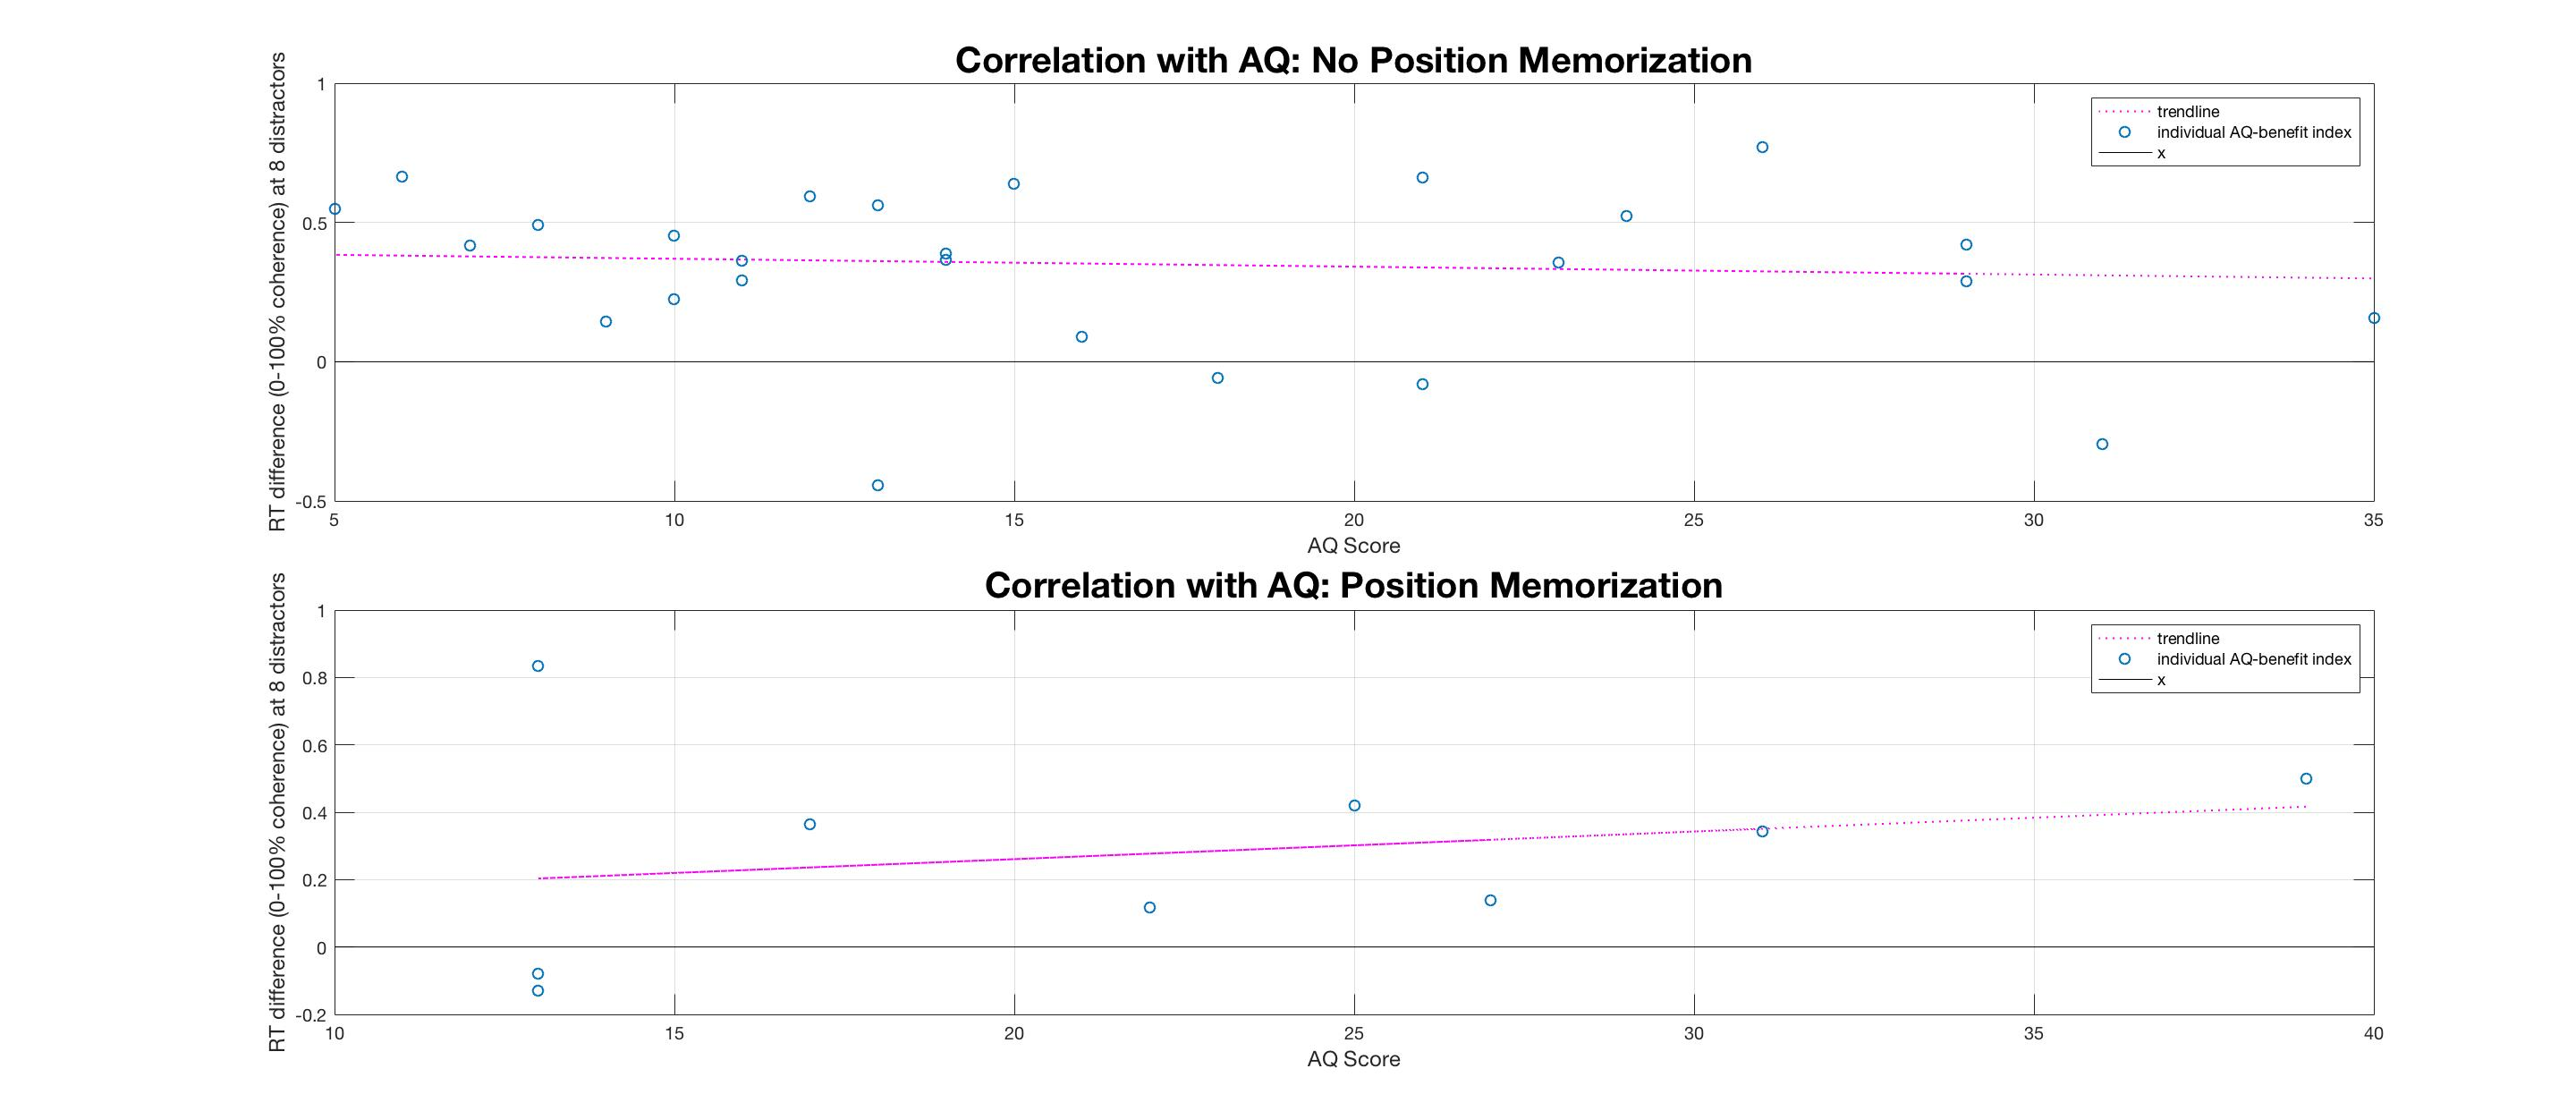 Correlation with AQ: No Position Memorization
RT difference (0-100% coherence) at 8 distractors
1
0.5
0
-0.5
trendline
individual AQ-benefit index
x
5 10 15 20 25 30 35
AQ Score
Correlation with AQ: Position Memorization
RT difference (0-100% coherence) at 8 distractors
1
0.8
0.6
0.4
0.2
0
-0.2
trendline
individual AQ-benefit index
x
10 15 20 25 30 35 40
AQ Score